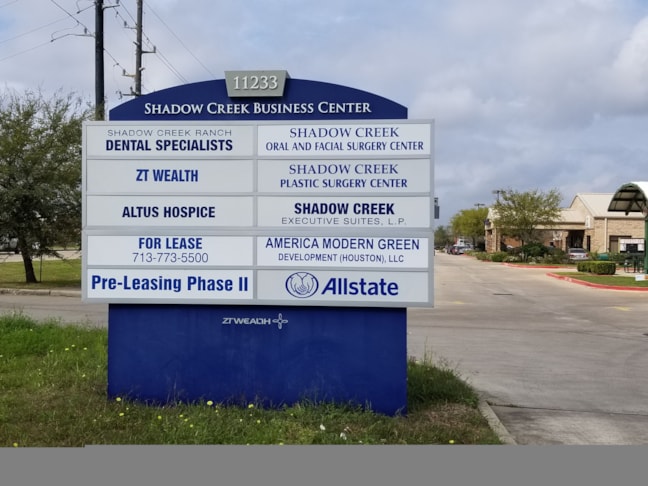 11233
SHADOW CREEK BUSINESS CENTER
SHADOW CREEK RANCH
DENTAL SPECIALISTS
SHADOW CREEK
ORAL AND FACIAL SURGERY CENTER
ZT WEALTH
SHADOW CREEK
PLASTIC SURGERY CENTER
ALTUS HOSPICE
SHADOW CREEK
EXECUTIVE SUITES, L.P.
FOR LEASE
713-773-5500
AMERICA MODERN GREEN
DEVELOPMENT (HOUSTON), LLC
Pre-Leasing Phase II
Allstate
ZT WEALTH